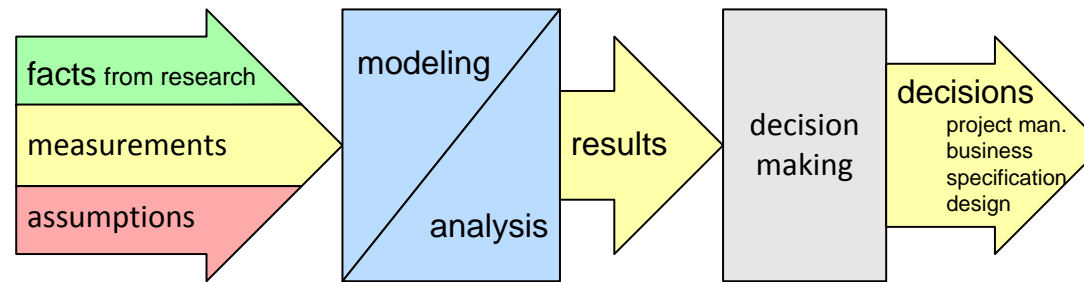 facts from research
measurements
assumptions
modeling
analysis
results
decision
making
decisions
project man.
business
specification
design